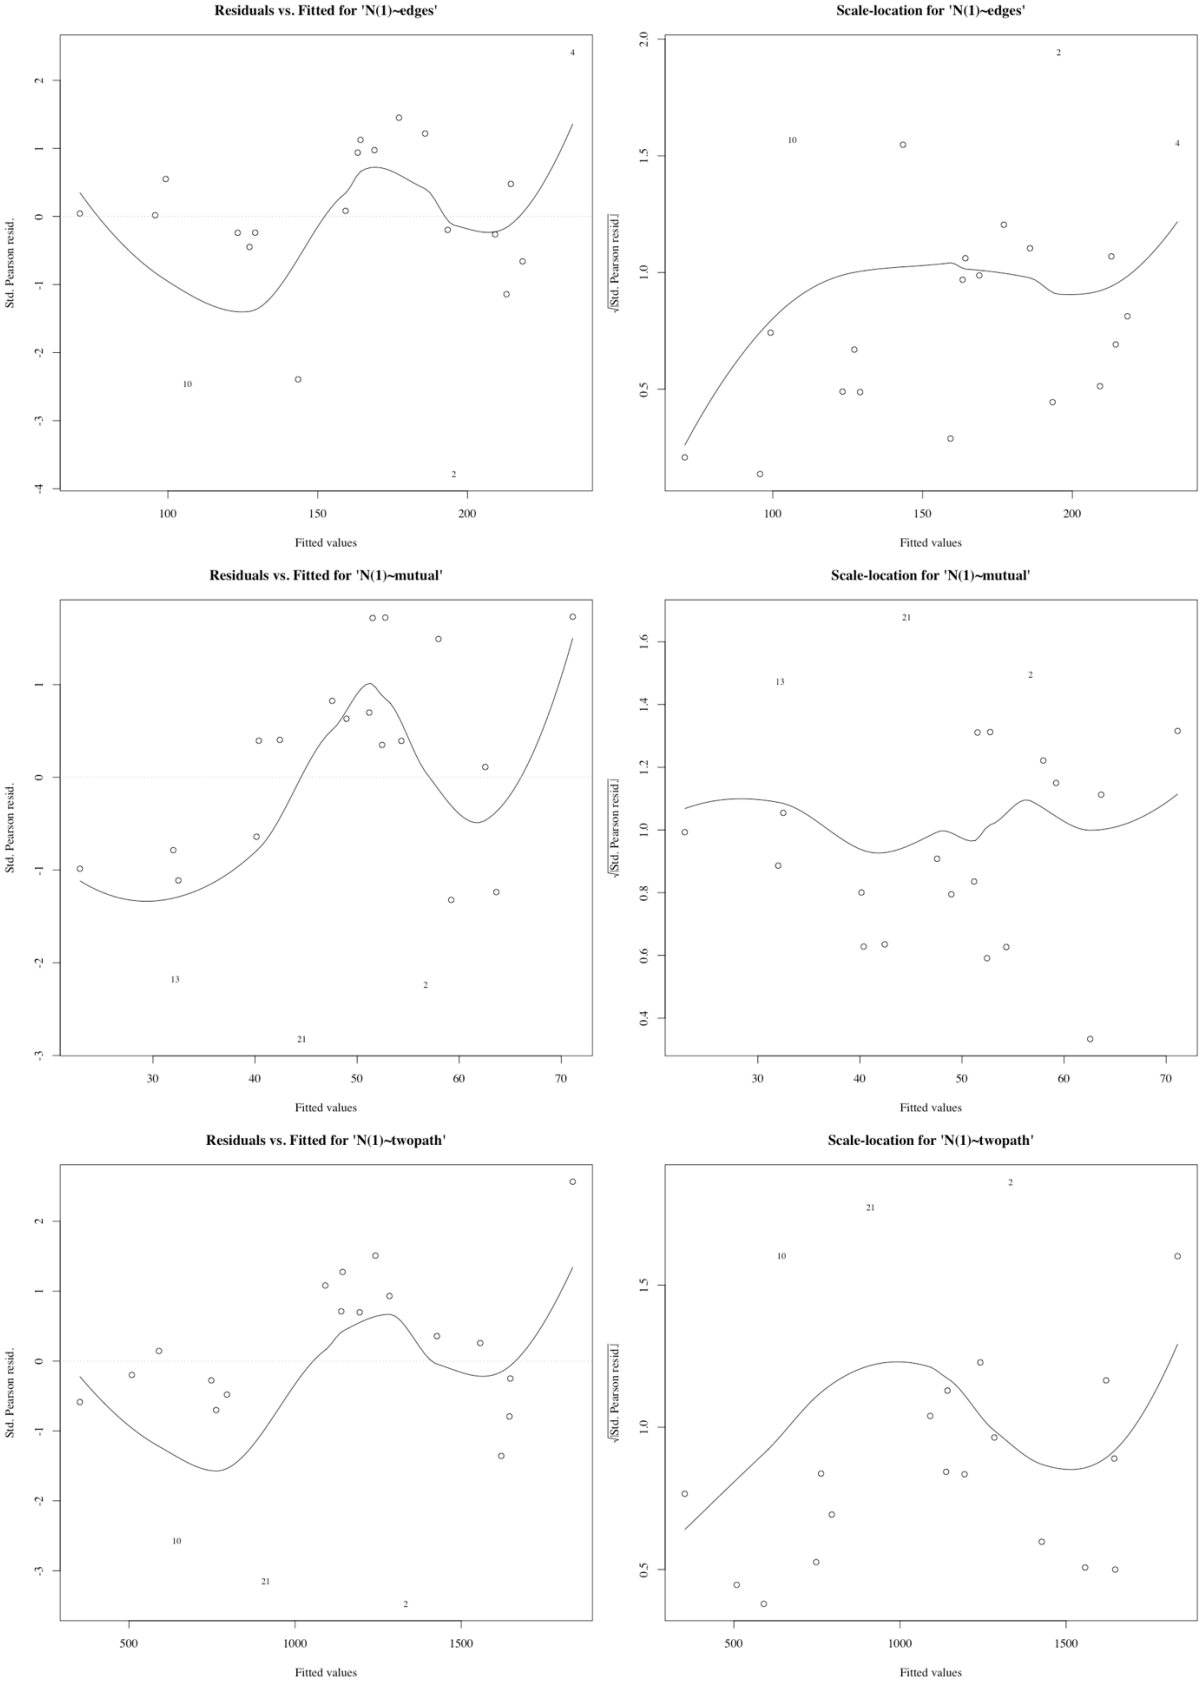 Residuals vs. Fitted for 'N(1)~edges'
Std. Pearson resid.
2
1
0
-1
-2
-3
-4
4
10
2
100 150 200
Fitted values
Scale-location for 'N(1)~edges'
√|Std. Pearson resid.|
2.0
1.5
1.0
0.5
2
10
4
100 150 200
Fitted values
Residuals vs. Fitted for 'N(1)~mutual'
Std. Pearson resid.
1
0
-1
-2
-3
13
2
21
30 40 50 60 70
Fitted values
Scale-location for 'N(1)~mutual'
√|Std. Pearson resid.|
1.6
1.4
1.2
1.0
0.8
0.6
0.4
21
2
13
30 40 50 60 70
Fitted values
Residuals vs. Fitted for 'N(1)~twopath'
Std. Pearson resid.
2
1
0
-1
-2
-3
10
21
2
500 1000 1500
Fitted values
Scale-location for 'N(1)~twopath'
√|Std. Pearson resid.|
1.5
1.0
0.5
2
21
10
500 1000 1500
Fitted values